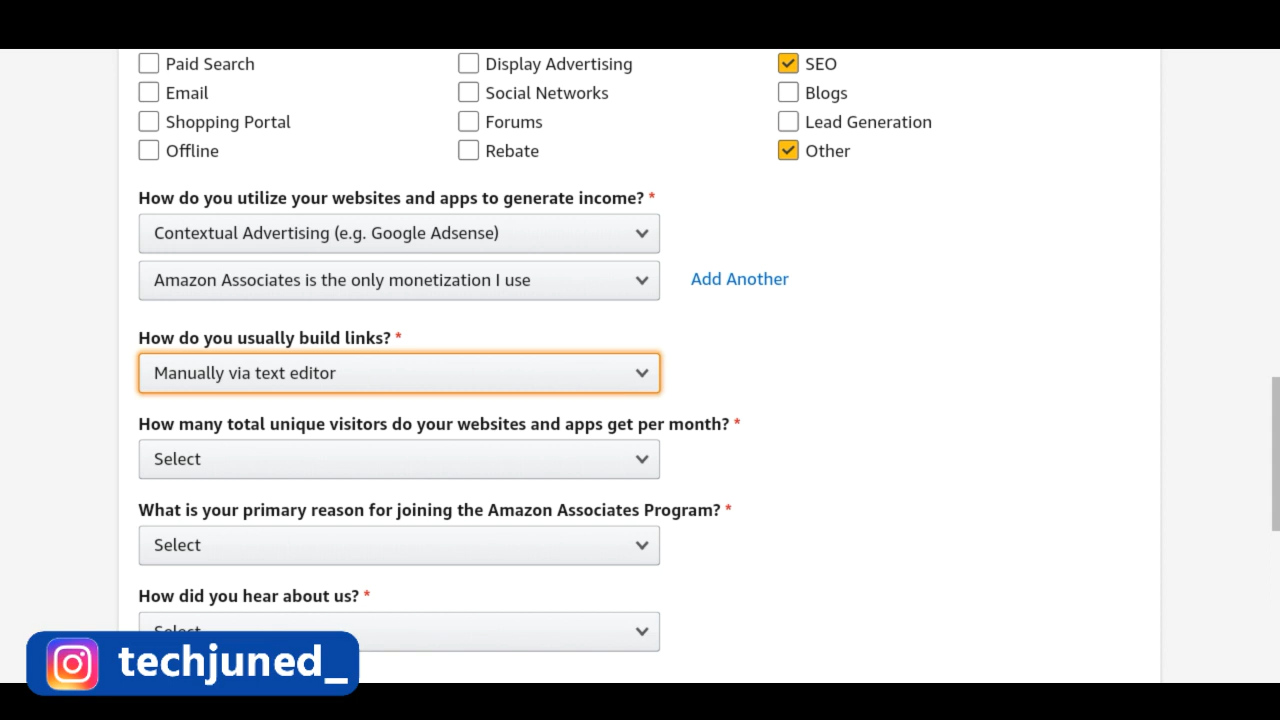 Paid Search Display Advertising SEO
Email Social Networks Blogs
Shopping Portal Forums Lead Generation
Offline Rebate Other
How do you utilize your websites and apps to generate income? *
Contextual Advertising (e.g. Google Adsense)
Amazon Associates is the only monetization I use Add Another
How do you usually build links? *
Manually via text editor
How many total unique visitors do your websites and apps get per month? *
Select
What is your primary reason for joining the Amazon Associates Program? *
Select
How did you hear about us? *
Select
techjuned_